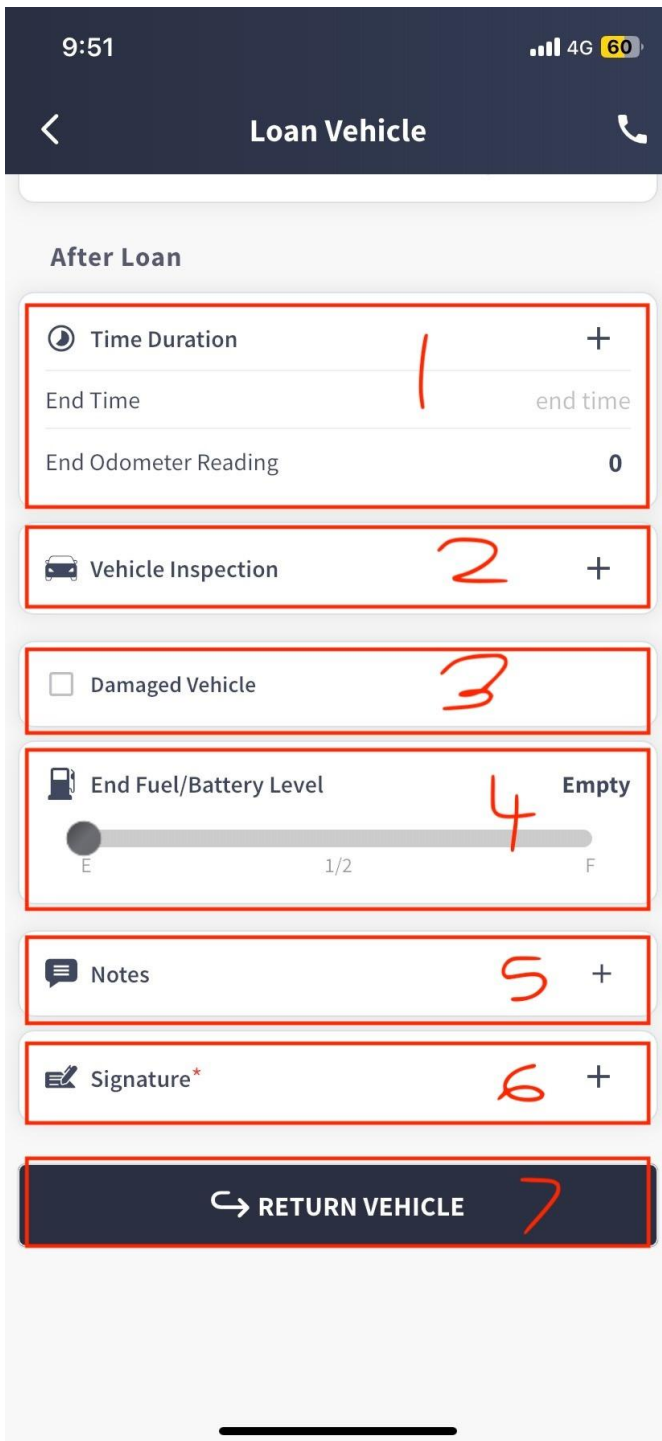 9:51 4G 60
Loan Vehicle
After Loan
Time Duration +
1
End Time end time
End Odometer Reading 0
Vehicle Inspection 2 +
Damaged Vehicle 3
End Fuel/Battery Level 4 Empty
E 1/2 F
Notes 5 +
Signature* 6 +
RETURN VEHICLE 7